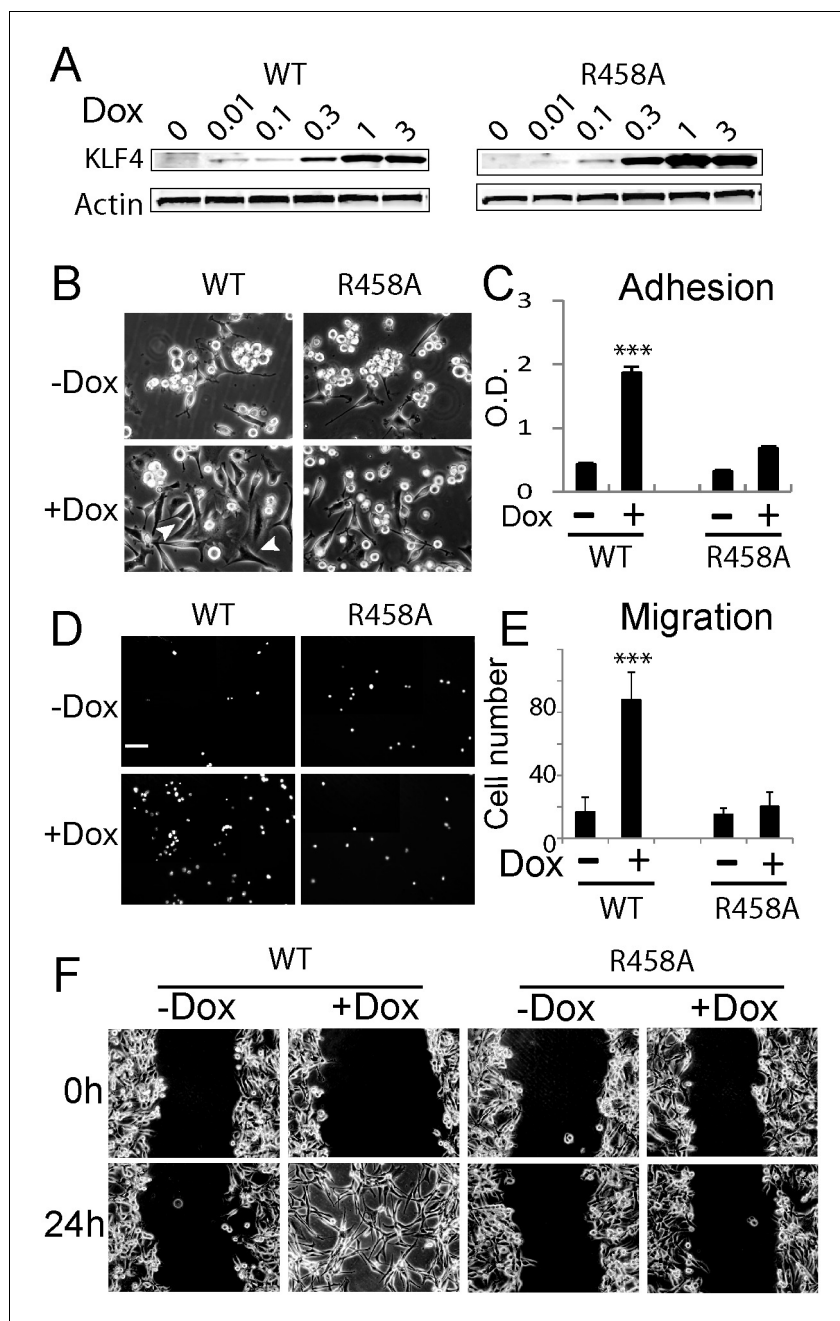 A
WT
R458A
Dox
0 0.01 0.1 0.3 1 3
0 0.01 0.1 0.3 1 3
KLF4
Actin
B
WT R458A
-Dox
+Dox
C
Adhesion
O.D.
3
2
1
0
***
Dox − + − +
WT R458A
D
WT R458A
-Dox
+Dox
E
Migration
Cell number
80
40
0
***
Dox − + − +
WT R458A
F
WT R458A
-Dox +Dox -Dox +Dox
0h
24h